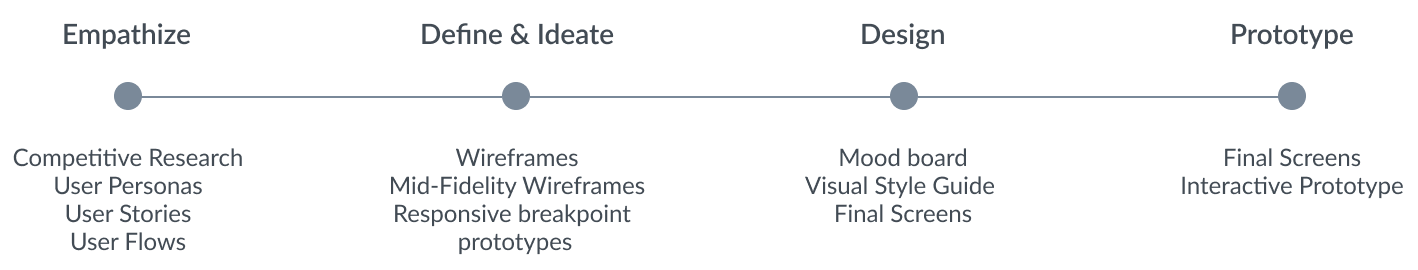 Empathize
Define & Ideate
Design
Prototype
Competitive Research
User Personas
User Stories
User Flows
Wireframes
Mid-Fidelity Wireframes
Responsive breakpoint
prototypes
Mood board
Visual Style Guide
Final Screens
Final Screens
Interactive Prototype